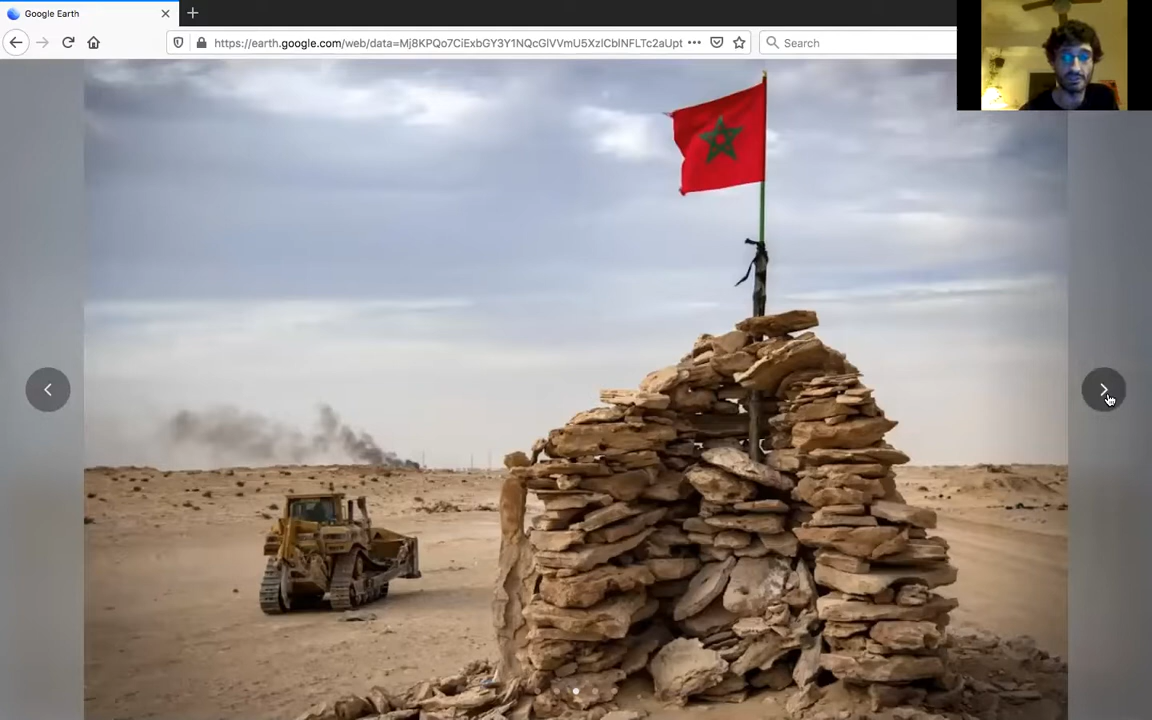 Google Earth
https://earth.google.com/web/data=Mj8KPQo7CiExbGY3Y1NQcGlVVmU5XzlCblNFLTc2aUpt
Search